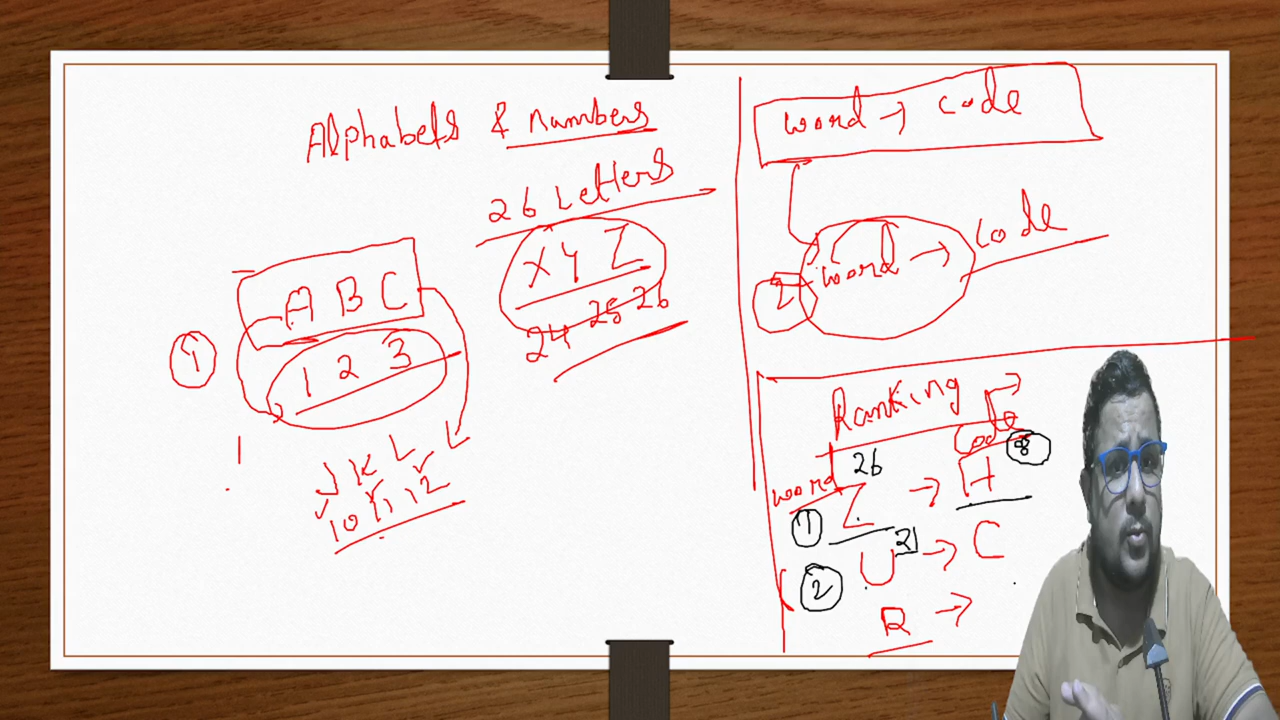 Alphabets & numbers
26 Letters
A B C
X Y Z
1
1 2 3
24 25 26
J K L
10 11 12
word → code
2
word → code
Ranking
word
code
26
8
1
Z → H
21
2
U → C
R →